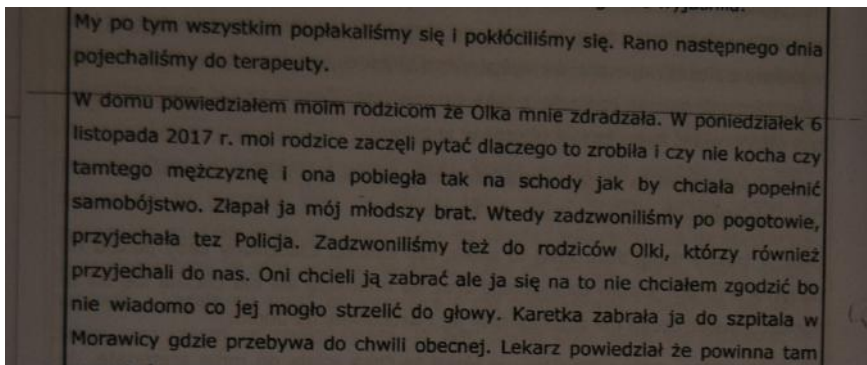 My po tym wszystkim popłakaliśmy się i pokłóciliśmy się. Rano następnego dnia
pojechaliśmy do terapeuty.
W domu powiedziałem moim rodzicom że Olka mnie zdradzała. W poniedziałek 6
listopada 2017 r. moi rodzice zaczęli pytać dlaczego to zrobiła i czy nie kocha czy
tamtego mężczyznę i ona pobiegła tak na schody jak by chciała popełnić
samobójstwo. Złapał ja mój młodszy brat. Wtedy zadzwoniliśmy po pogotowie,
przyjechała tez Policja. Zadzwoniliśmy też do rodziców Olki, którzy również
przyjechali do nas. Oni chcieli ją zabrać ale ja się na to nie chciałem zgodzić bo
nie wiadomo co jej mogło strzelić do głowy. Karetka zabrała ja do szpitala w
Morawicy gdzie przebywa do chwili obecnej. Lekarz powiedział że powinna tam